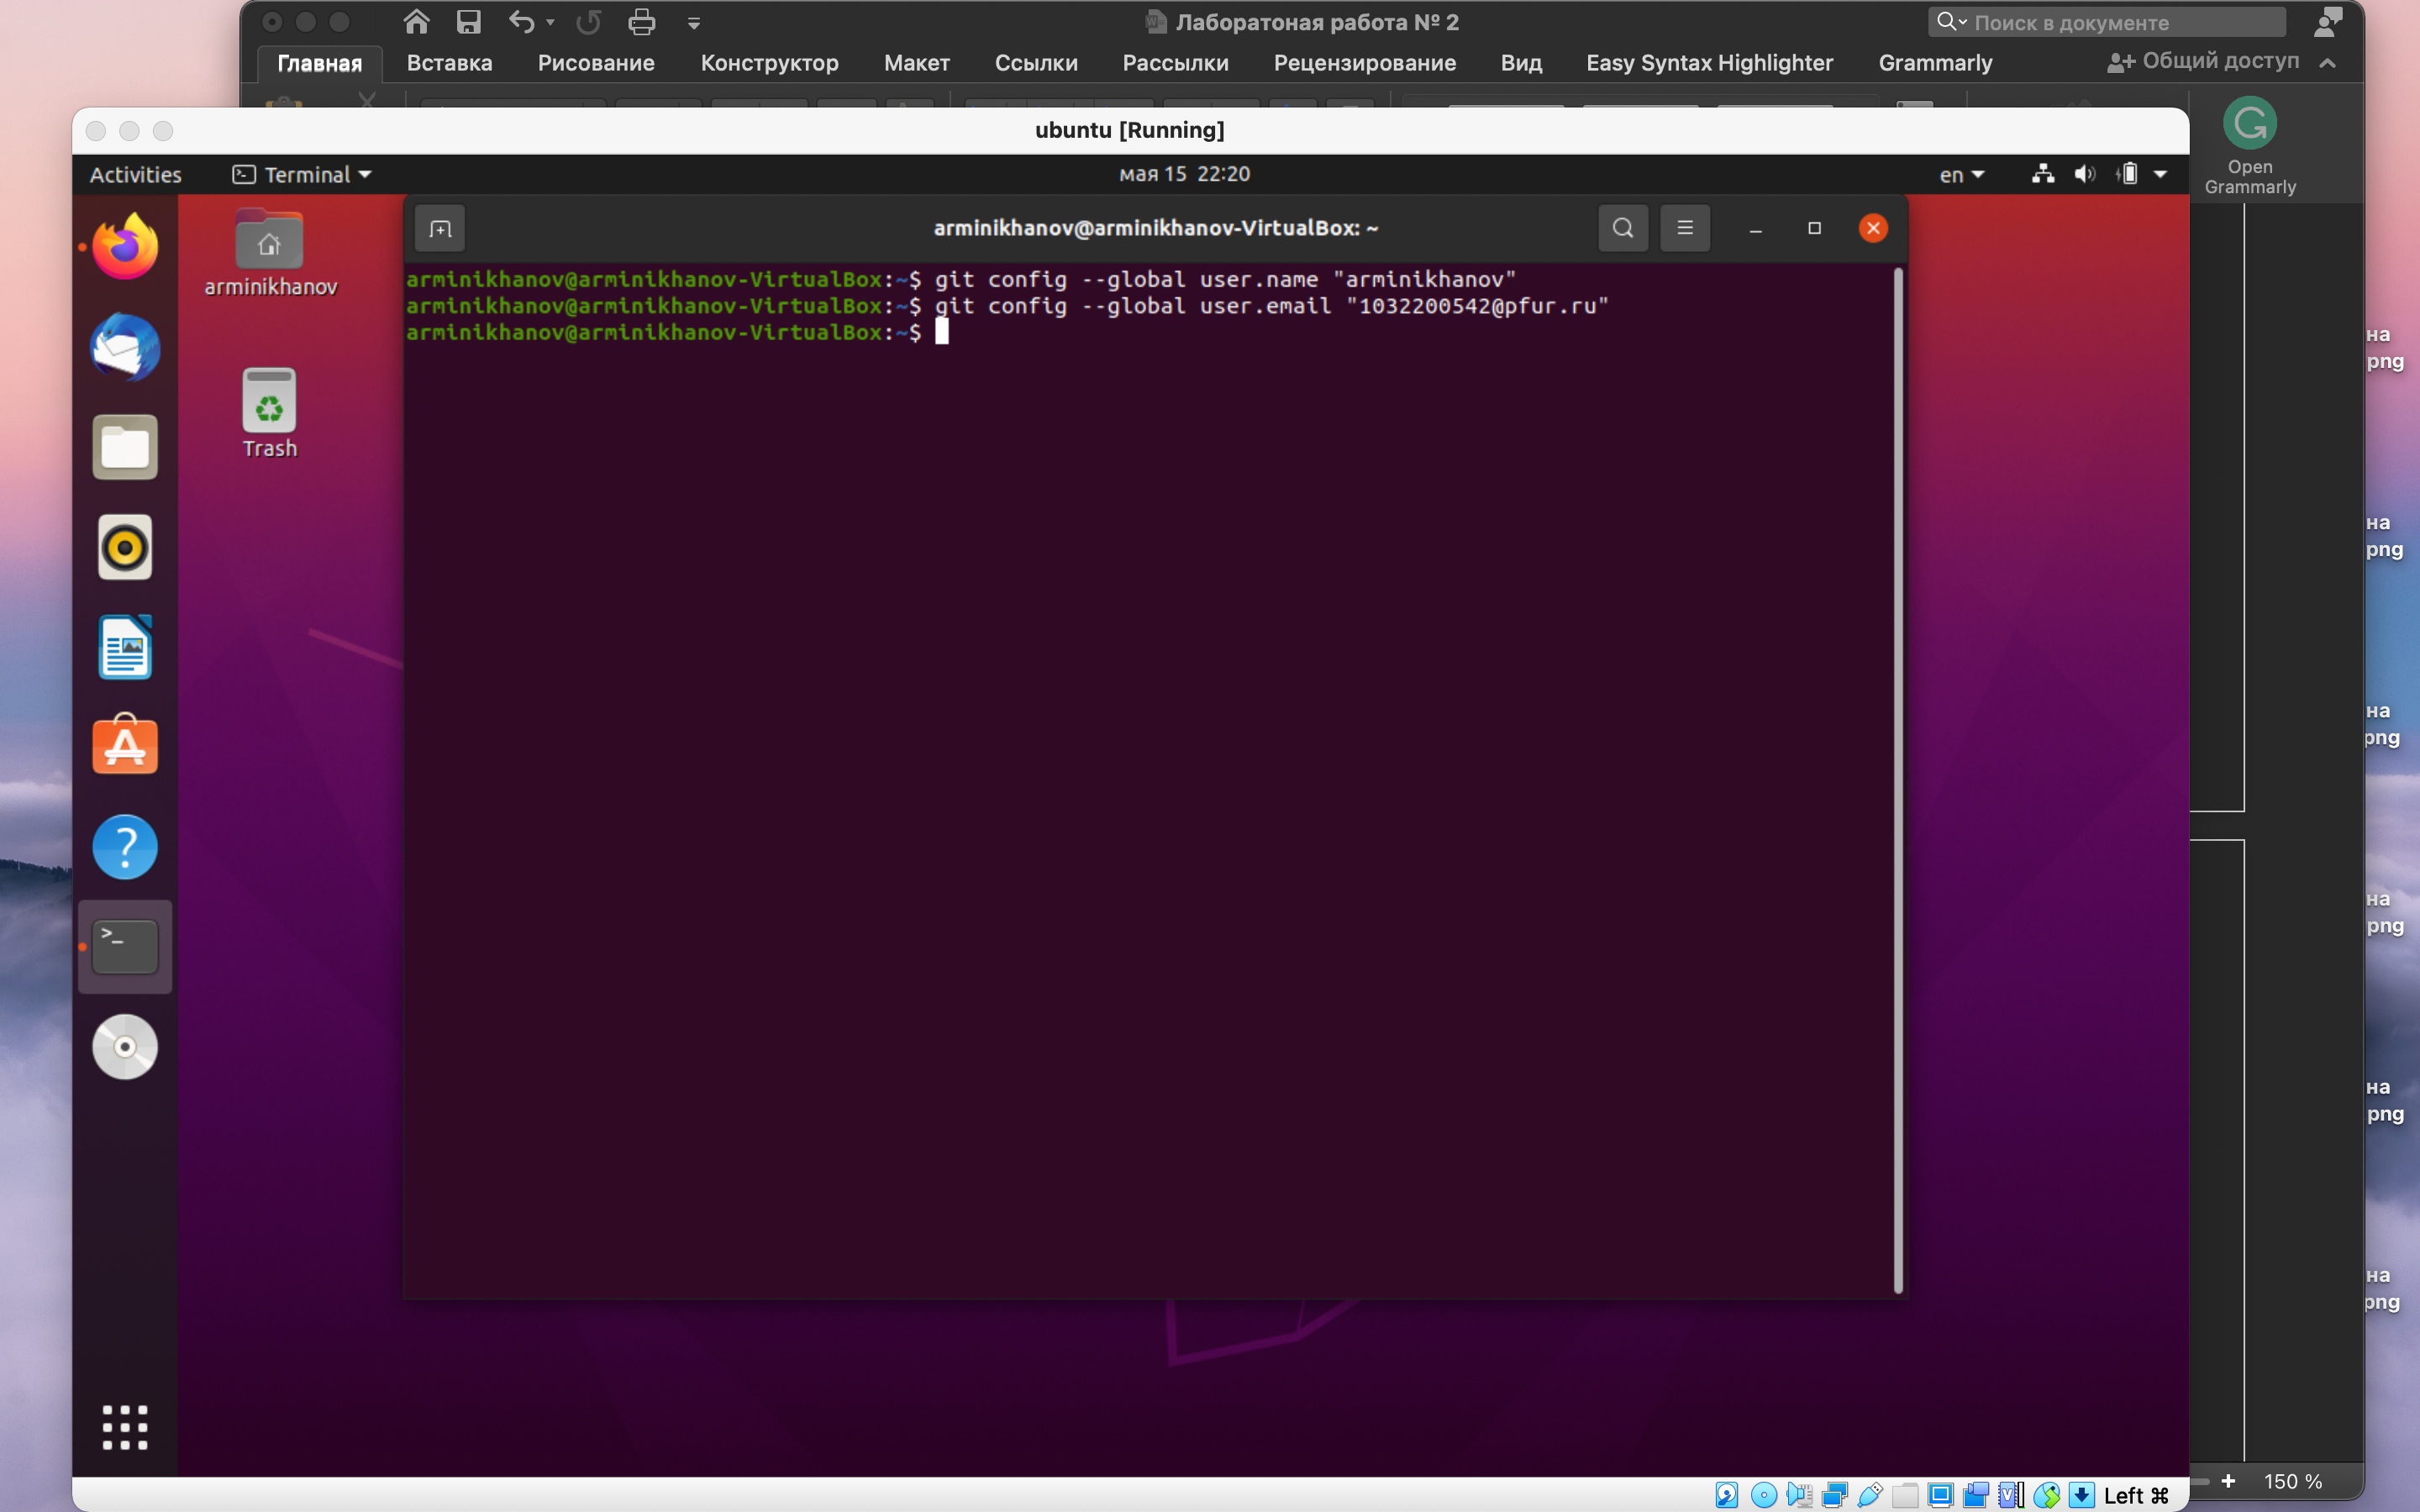 Лаборатоная работа № 2
Поиск в документе
Главная Вставка Рисование Конструктор Макет Ссылки Рассылки Рецензирование Вид Easy Syntax Highlighter Grammarly Общий доступ
ubuntu [Running]
Open
Grammarly
Activities Terminal мая 15 22:20 en
arminikhanov@arminikhanov-VirtualBox: ~
arminikhanov
Trash
arminikhanov@arminikhanov-VirtualBox:~$ git config --global user.name "arminikhanov"
arminikhanov@arminikhanov-VirtualBox:~$ git config --global user.email "1032200542@pfur.ru"
arminikhanov@arminikhanov-VirtualBox:~$
на
png
на
png
на
png
на
png
на
png
на
png
Left ⌘
150 %